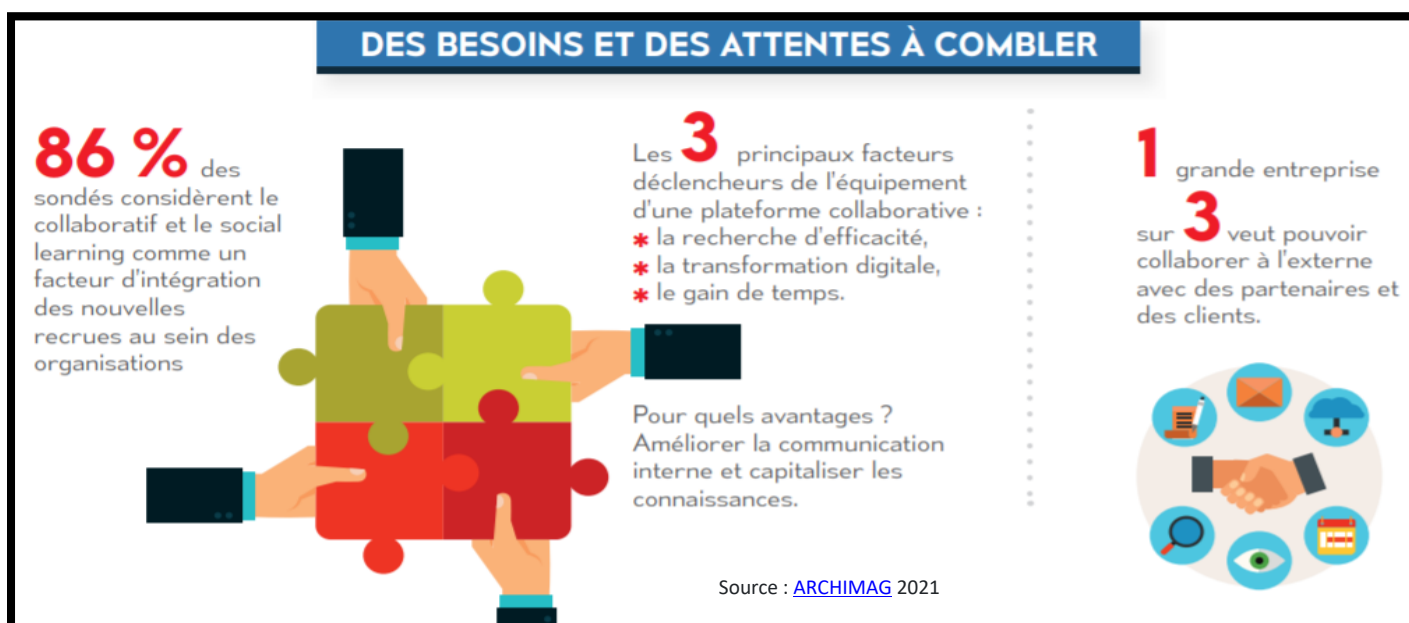 DES BESOINS ET DES ATTENTES À COMBLER
86 % des
sondés considèrent le
collaboratif et le social
learning comme un
facteur d'intégration
des nouvelles
recrues au sein des
organisations
Les 3 principaux facteurs
déclencheurs de l'équipement
d'une plateforme collaborative :
* la recherche d'efficacité,
* la transformation digitale,
* le gain de temps.
Pour quels avantages ?
Améliorer la communication
interne et capitaliser les
connaissances.
1 grande entreprise
sur 3 veut pouvoir
collaborer à l'externe
avec des partenaires et
des clients.
Source : ARCHIMAG 2021